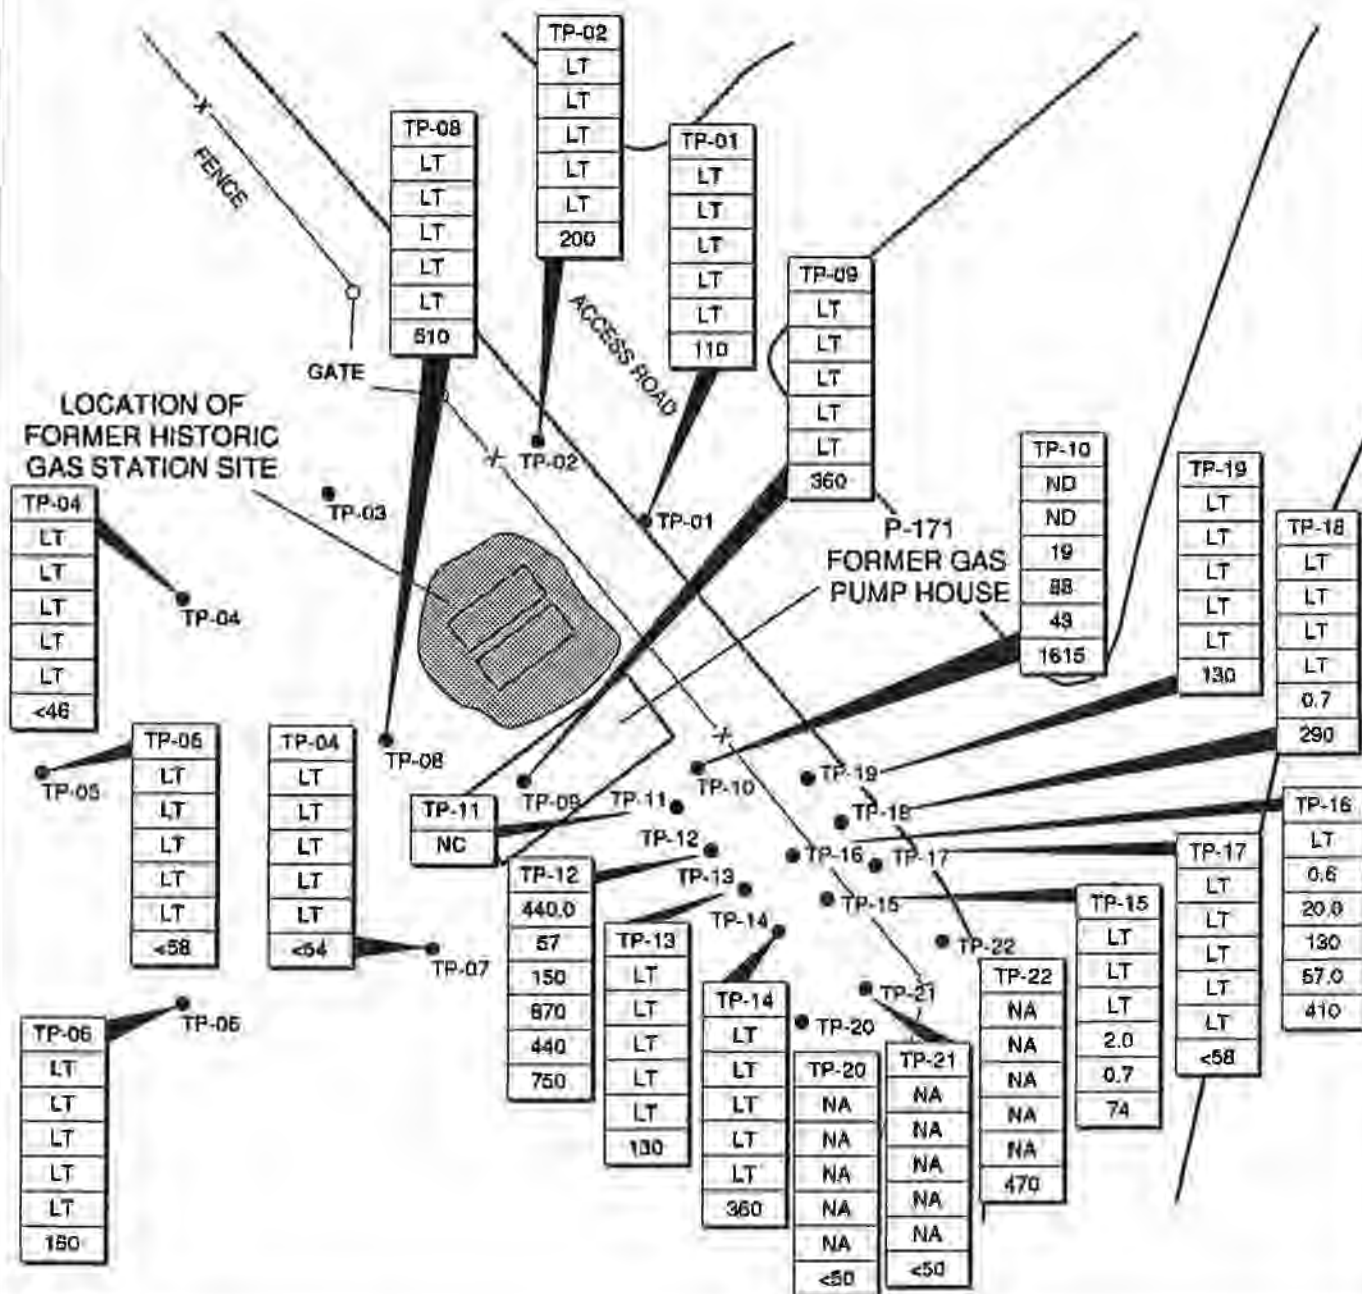 TP-02
LT
LT
LT
LT
LT
200
TP-08
LT
LT
LT
LT
LT
510
TP-01
LT
LT
LT
LT
LT
110
FENCE
GATE
ACCESS ROAD
TP-09
LT
LT
LT
LT
LT
360
LOCATION OF
FORMER HISTORIC
GAS STATION SITE
TP-02
TP-03
TP-01
P-171
FORMER GAS
PUMP HOUSE
TP-10
ND
ND
19
88
43
1615
TP-19
LT
LT
LT
LT
LT
130
TP-18
LT
LT
LT
LT
0.7
290
TP-04
LT
LT
LT
LT
LT
<46
TP-04
TP-05
TP-05
LT
LT
LT
LT
LT
<58
TP-04
LT
LT
LT
LT
LT
<54
TP-08
TP-09
TP-11
NC
TP-10
TP-11
TP-12
TP-13
TP-14
TP-19
TP-18
TP-16
TP-17
TP-15
TP-22
TP-21
TP-20
TP-07
TP-06
TP-06
LT
LT
LT
LT
LT
160
TP-12
440.0
57
150
670
440
750
TP-13
LT
LT
LT
LT
LT
130
TP-14
LT
LT
LT
LT
LT
360
TP-20
NA
NA
NA
NA
NA
<50
TP-21
NA
NA
NA
NA
NA
<50
TP-22
NA
NA
NA
NA
NA
470
TP-15
LT
LT
LT
2.0
0.7
74
TP-17
LT
LT
LT
LT
LT
<58
TP-16
LT
0.6
20.0
130
57.0
410